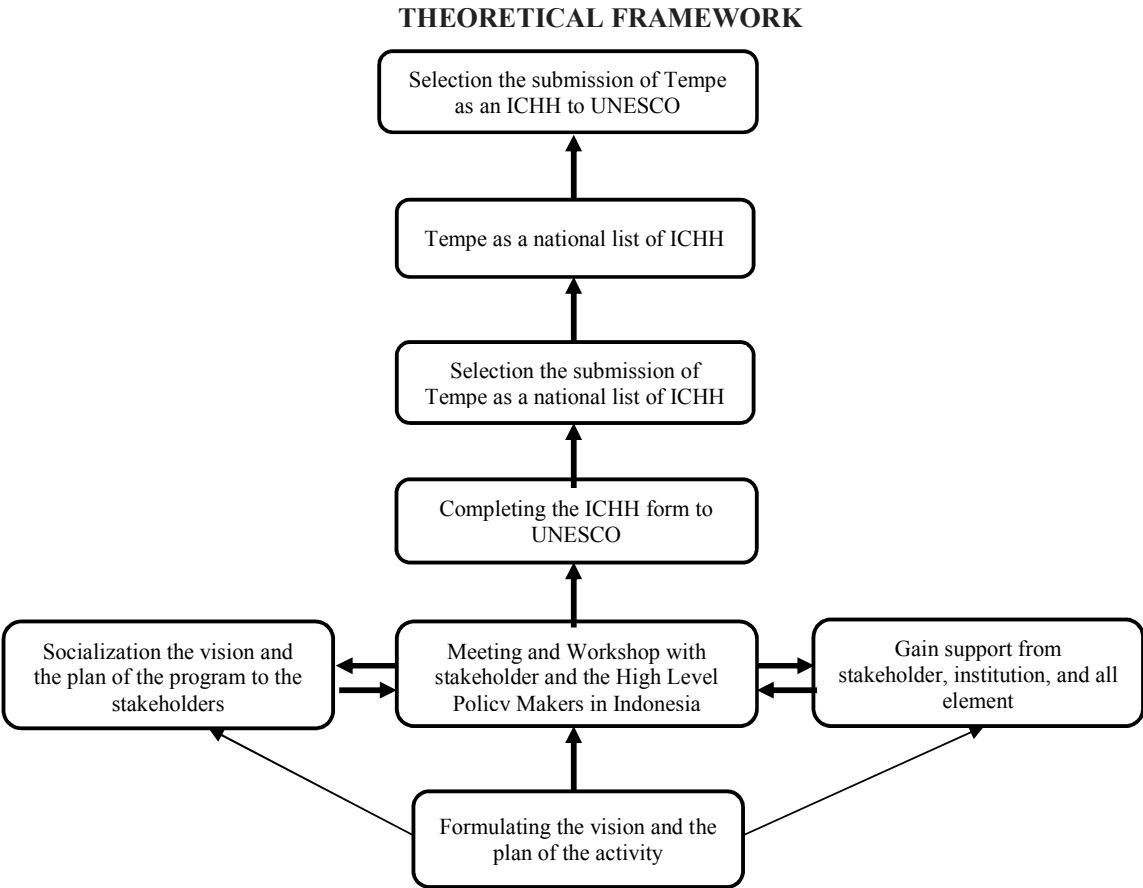 THEORETICAL FRAMEWORK
Selection the submission of Tempe
as an ICHH to UNESCO
Tempe as a national list of ICHH
Selection the submission of
Tempe as a national list of ICHH
Completing the ICHH form to
UNESCO
Socialization the vision and
the plan of the program to the
stakeholders
Meeting and Workshop with
stakeholder and the High Level
Policy Makers in Indonesia
Gain support from
stakeholder, institution, and all
element
Formulating the vision and the
plan of the activity